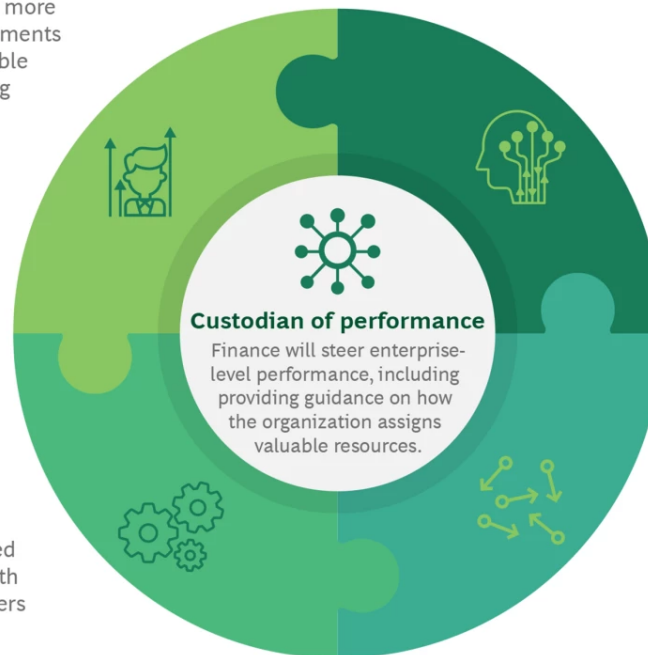 more
Custodian of performance
Finance will steer enterprise-
level performance, including
providing guidance on how
the organization assigns
valuable resources.